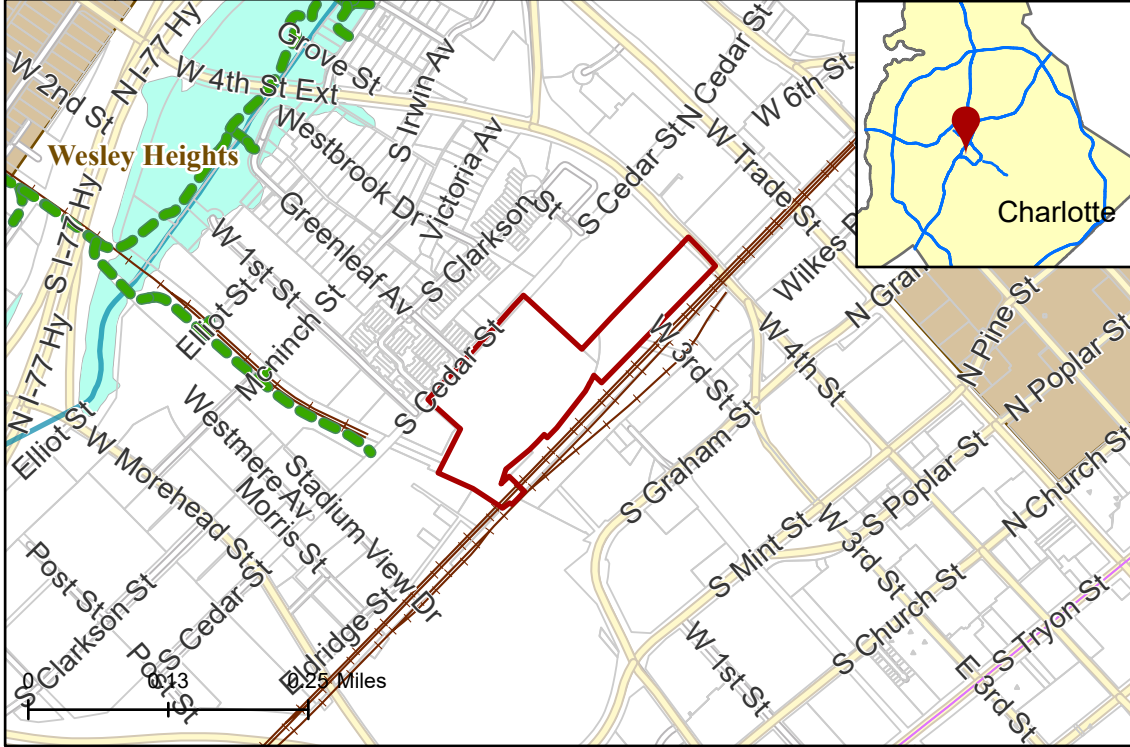 Grove St
N I-77 Hy
W 4th St Ext
S Irwin Av
N Cedar St
W 6th St
W 2nd St
Wesley Heights
Westbrook Dr
Victoria Av
S Cedar St
W Trade St
Charlotte
S I-77 Hy
Greenleaf Av
S Clarkson St
W 1st St
Wilkes P
N Gra
Elliot St
Mcninch St
S Cedar St
W 3rd St
W 4th St
N Pine St
N Poplar St
N I-77 Hy
Elliot St
W Morehead St
Westmere Av
Stadium View Dr
Morris St
S Graham St
S Poplar St
N Church St
S Mint St
W 3rd St
Post St
S Clarkson St
S Cedar St
Post St
Eldridge St
W 1st St
S Church St
S Tryon St
E 3rd St
0 0.13 0.25 Miles